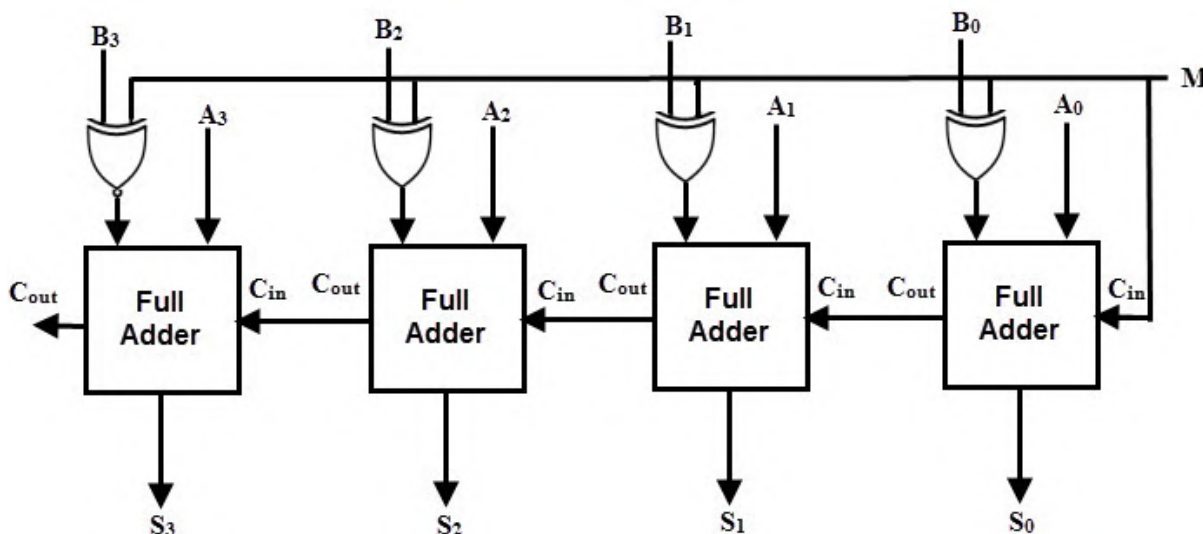 B₃ B₂ B₁ B₀
M
A₃ A₂ A₁ A₀
Cout Full Adder Cin Cout Full Adder Cin Cout Full Adder Cin Cout Full Adder Cin
S₃ S₂ S₁ S₀